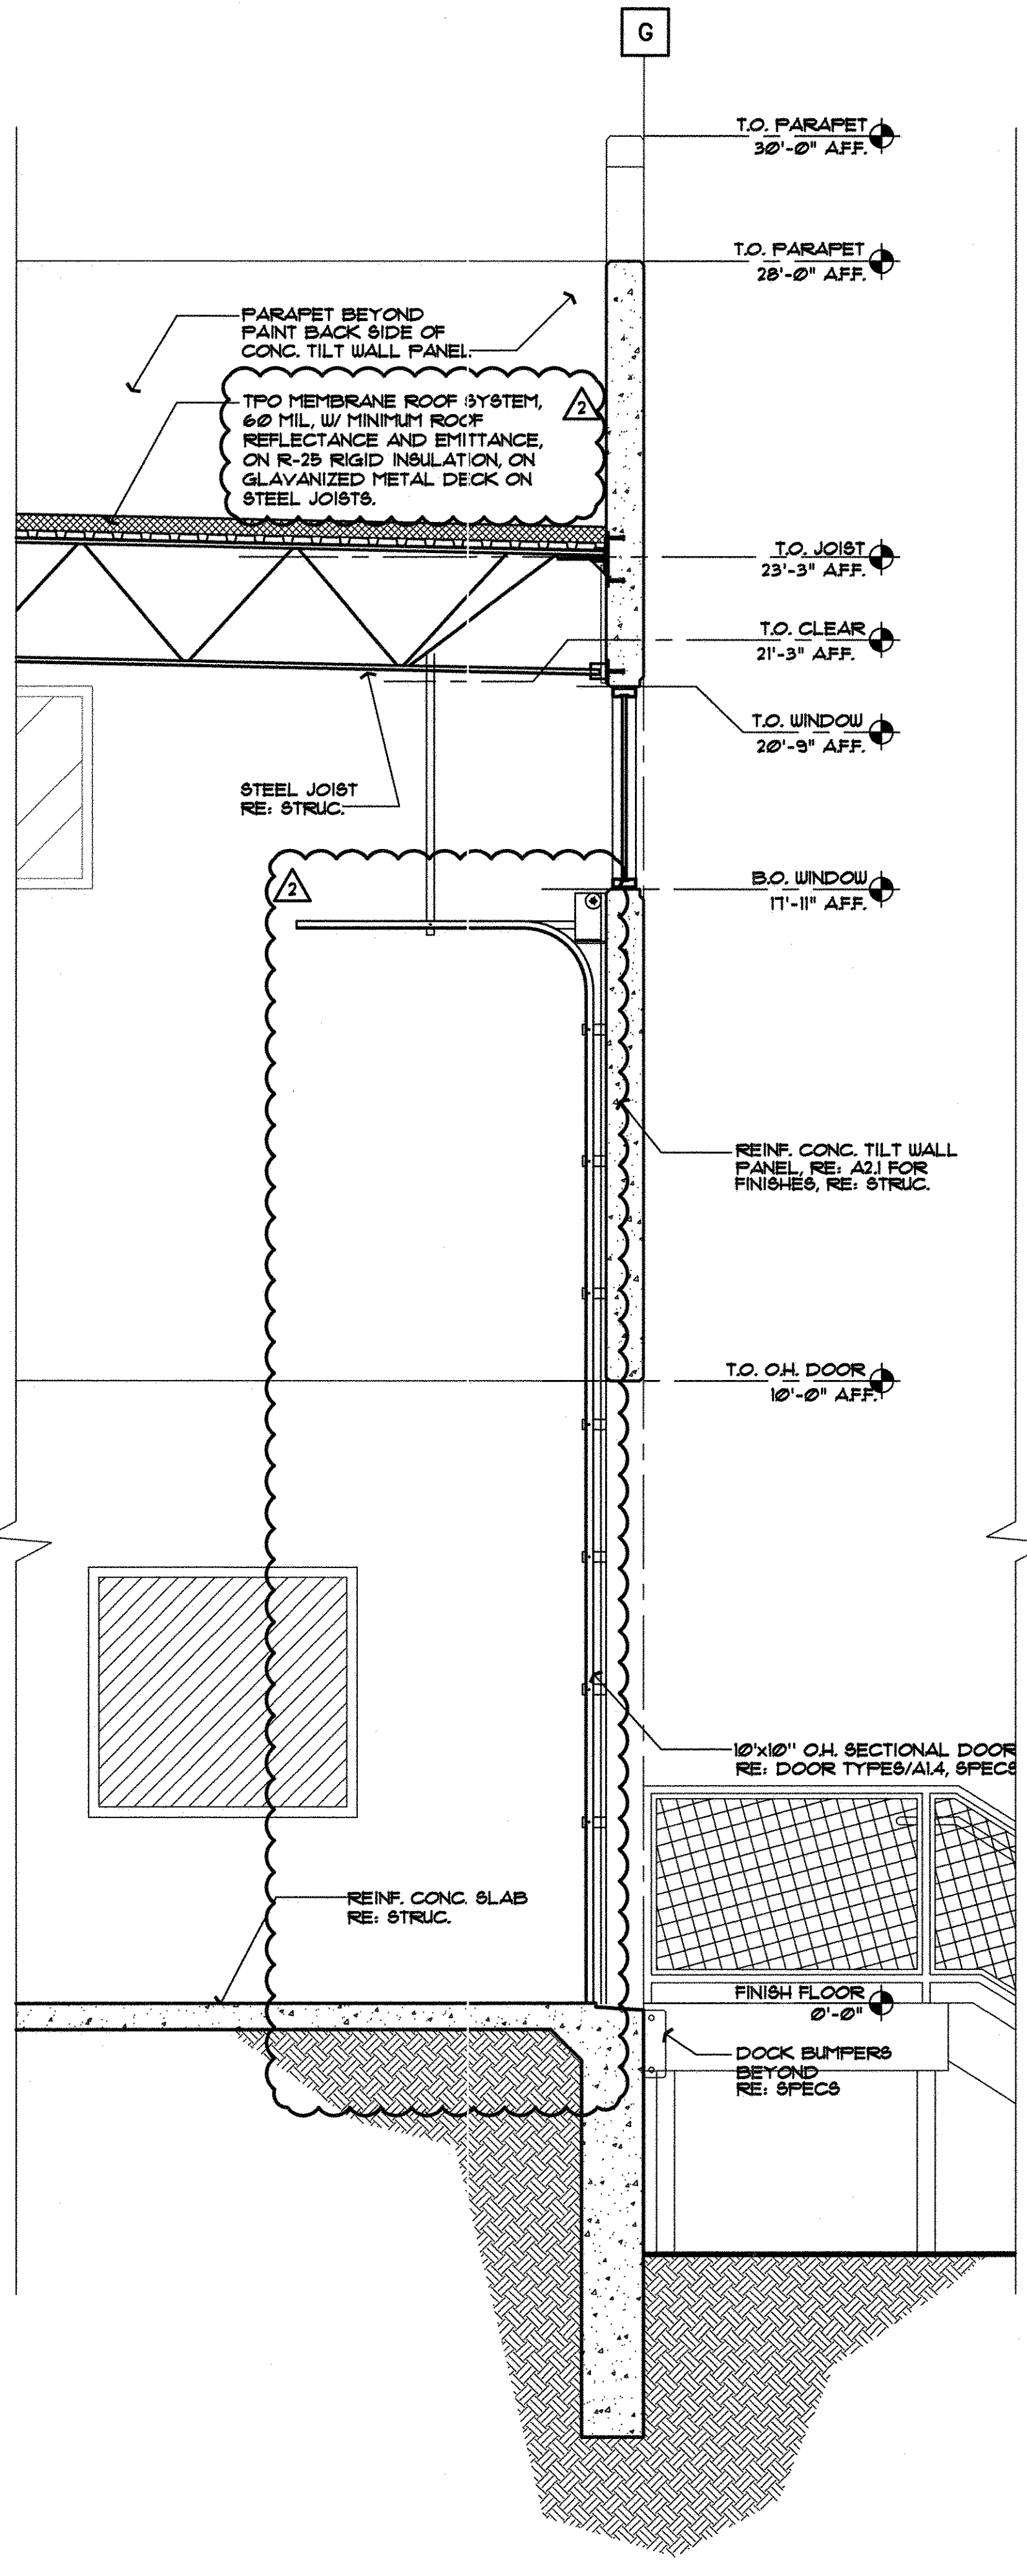 G
T.O. PARAPET
30'-0" A.F.F.
T.O. PARAPET
28'-0" A.F.F.
PARAPET BEYOND
PAINT BACK SIDE OF
CONC. TILT WALL PANEL.
TPO MEMBRANE ROOF SYSTEM,
60 MIL, W/ MINIMUM ROOF
REFLECTANCE AND EMITTANCE,
ON R-25 RIGID INSULATION, ON
GLAVANIZED METAL DECK ON
STEEL JOISTS.
2
T.O. JOIST
23'-3" A.F.F.
T.O. CLEAR
21'-3" A.F.F.
T.O. WINDOW
20'-9" A.F.F.
STEEL JOIST
RE: STRUC.
2
B.O. WINDOW
17'-11" A.F.F.
REINF. CONC. TILT WALL
PANEL, RE: A2.1 FOR
FINISHES, RE: STRUC.
T.O. O.H. DOOR
10'-0" A.F.F.
10'x10" O.H. SECTIONAL DOOR
RE: DOOR TYPES/A1.4, SPECS
REINF. CONC. SLAB
RE: STRUC.
FINISH FLOOR
0'-0"
DOCK BUMPERS
BEYOND
RE: SPECS